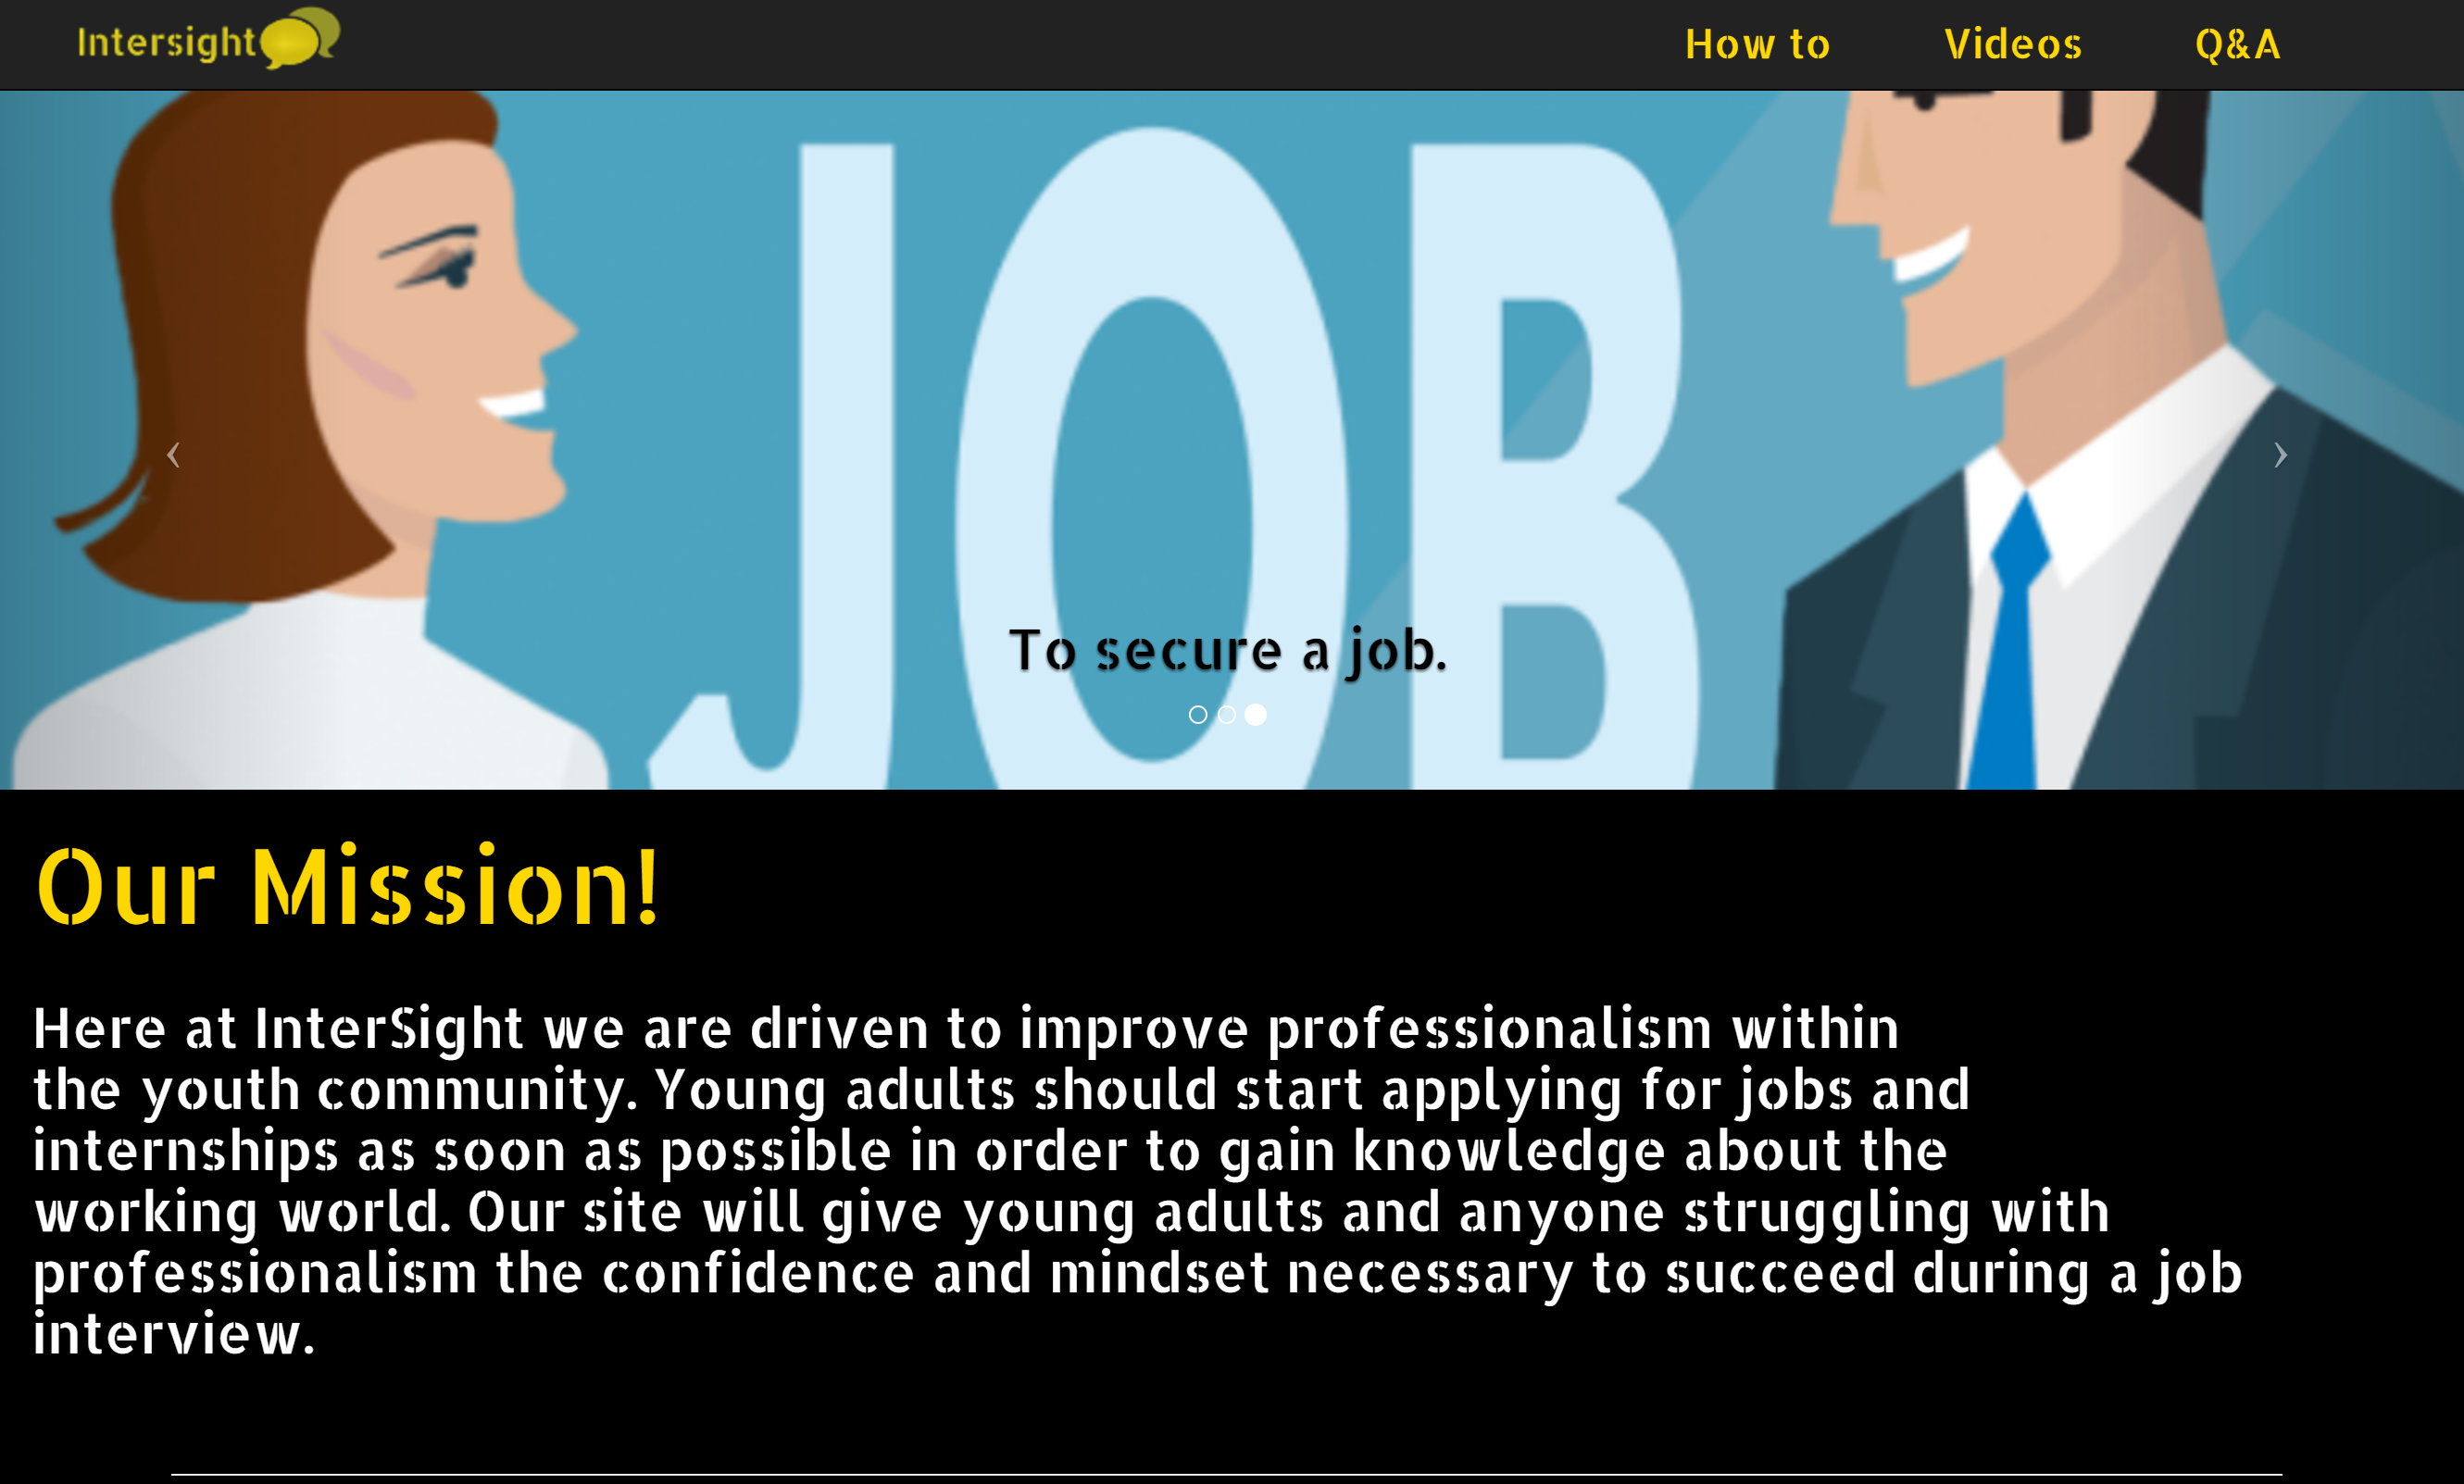 Intersight
How to Videos Q&A
JOB
To secure a job.
Our Mission!
Here at InterSight we are driven to improve professionalism within
the youth community. Young adults should start applying for jobs and
internships as soon as possible in order to gain knowledge about the
working world. Our site will give young adults and anyone struggling with
professionalism the confidence and mindset necessary to succeed during a job
interview.